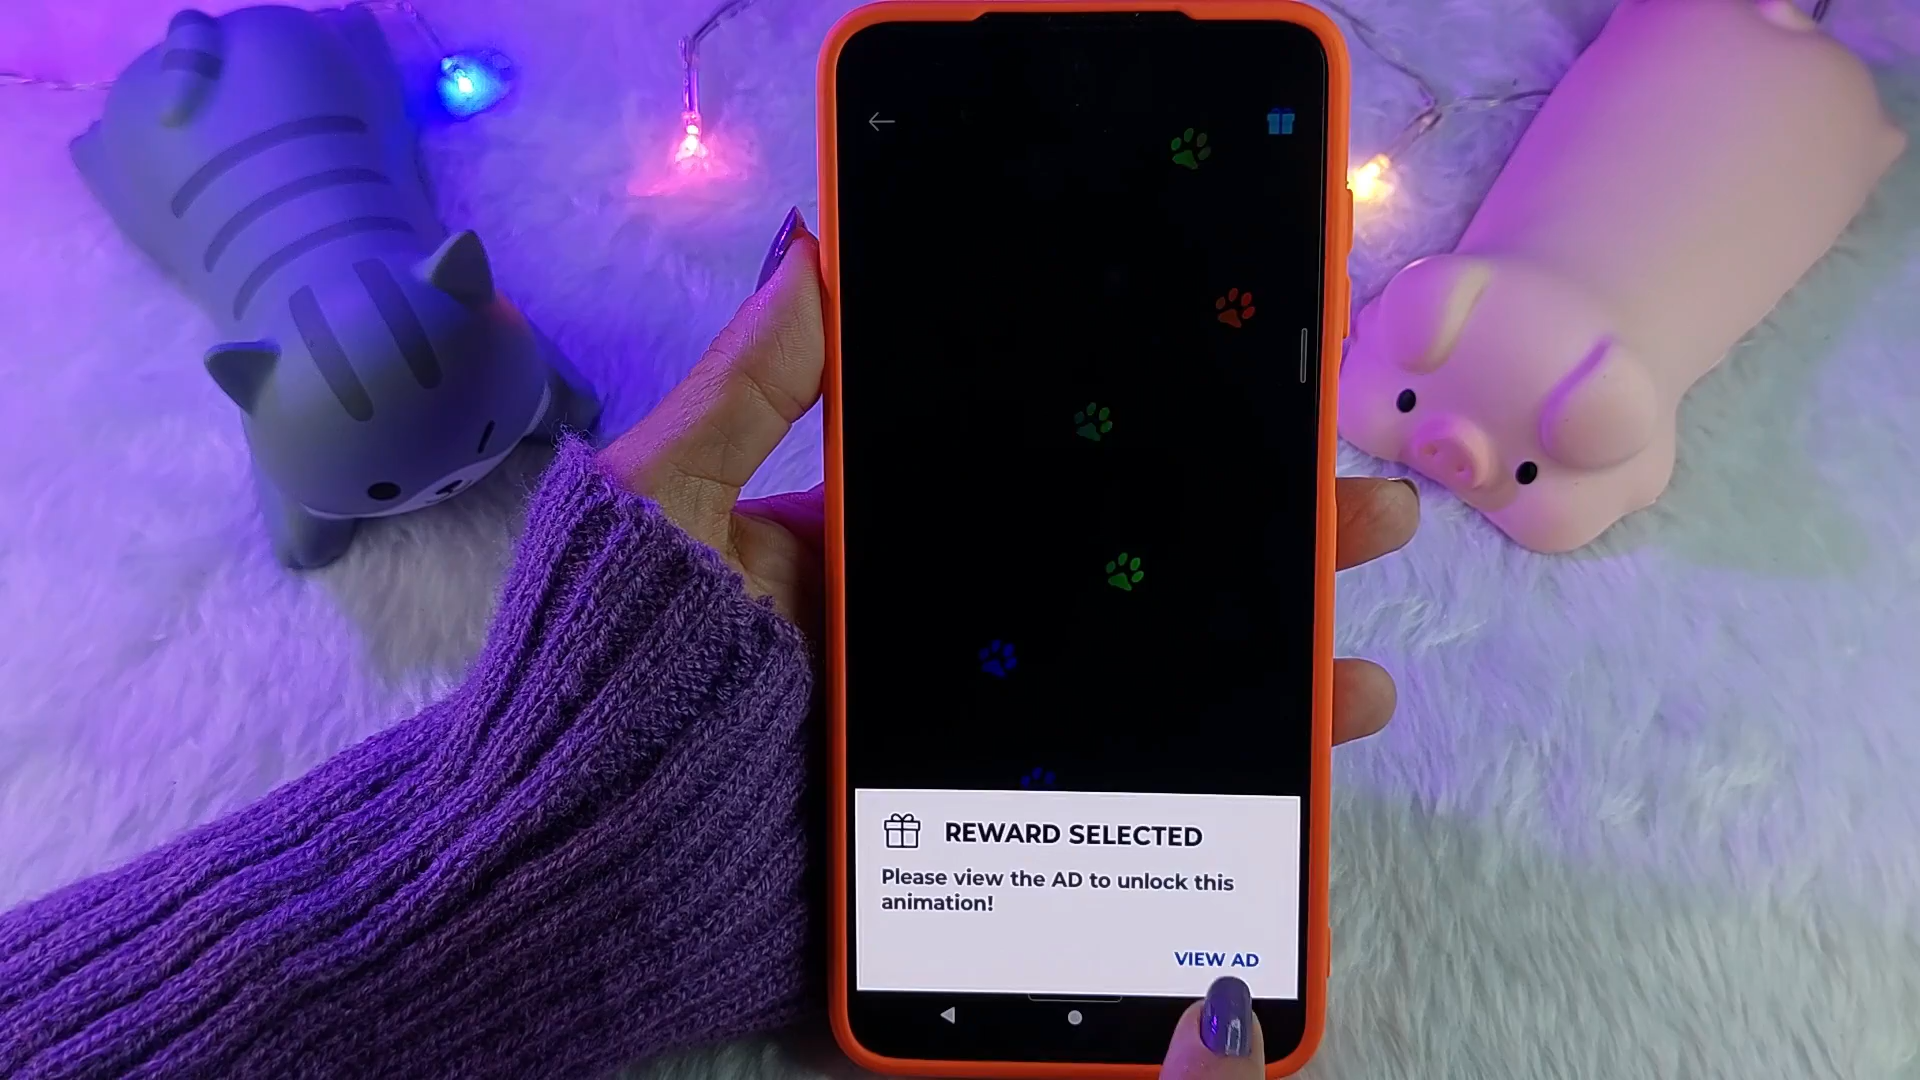 REWARD SELECTED
Please view the AD to unlock this
animation!
VIEW AD